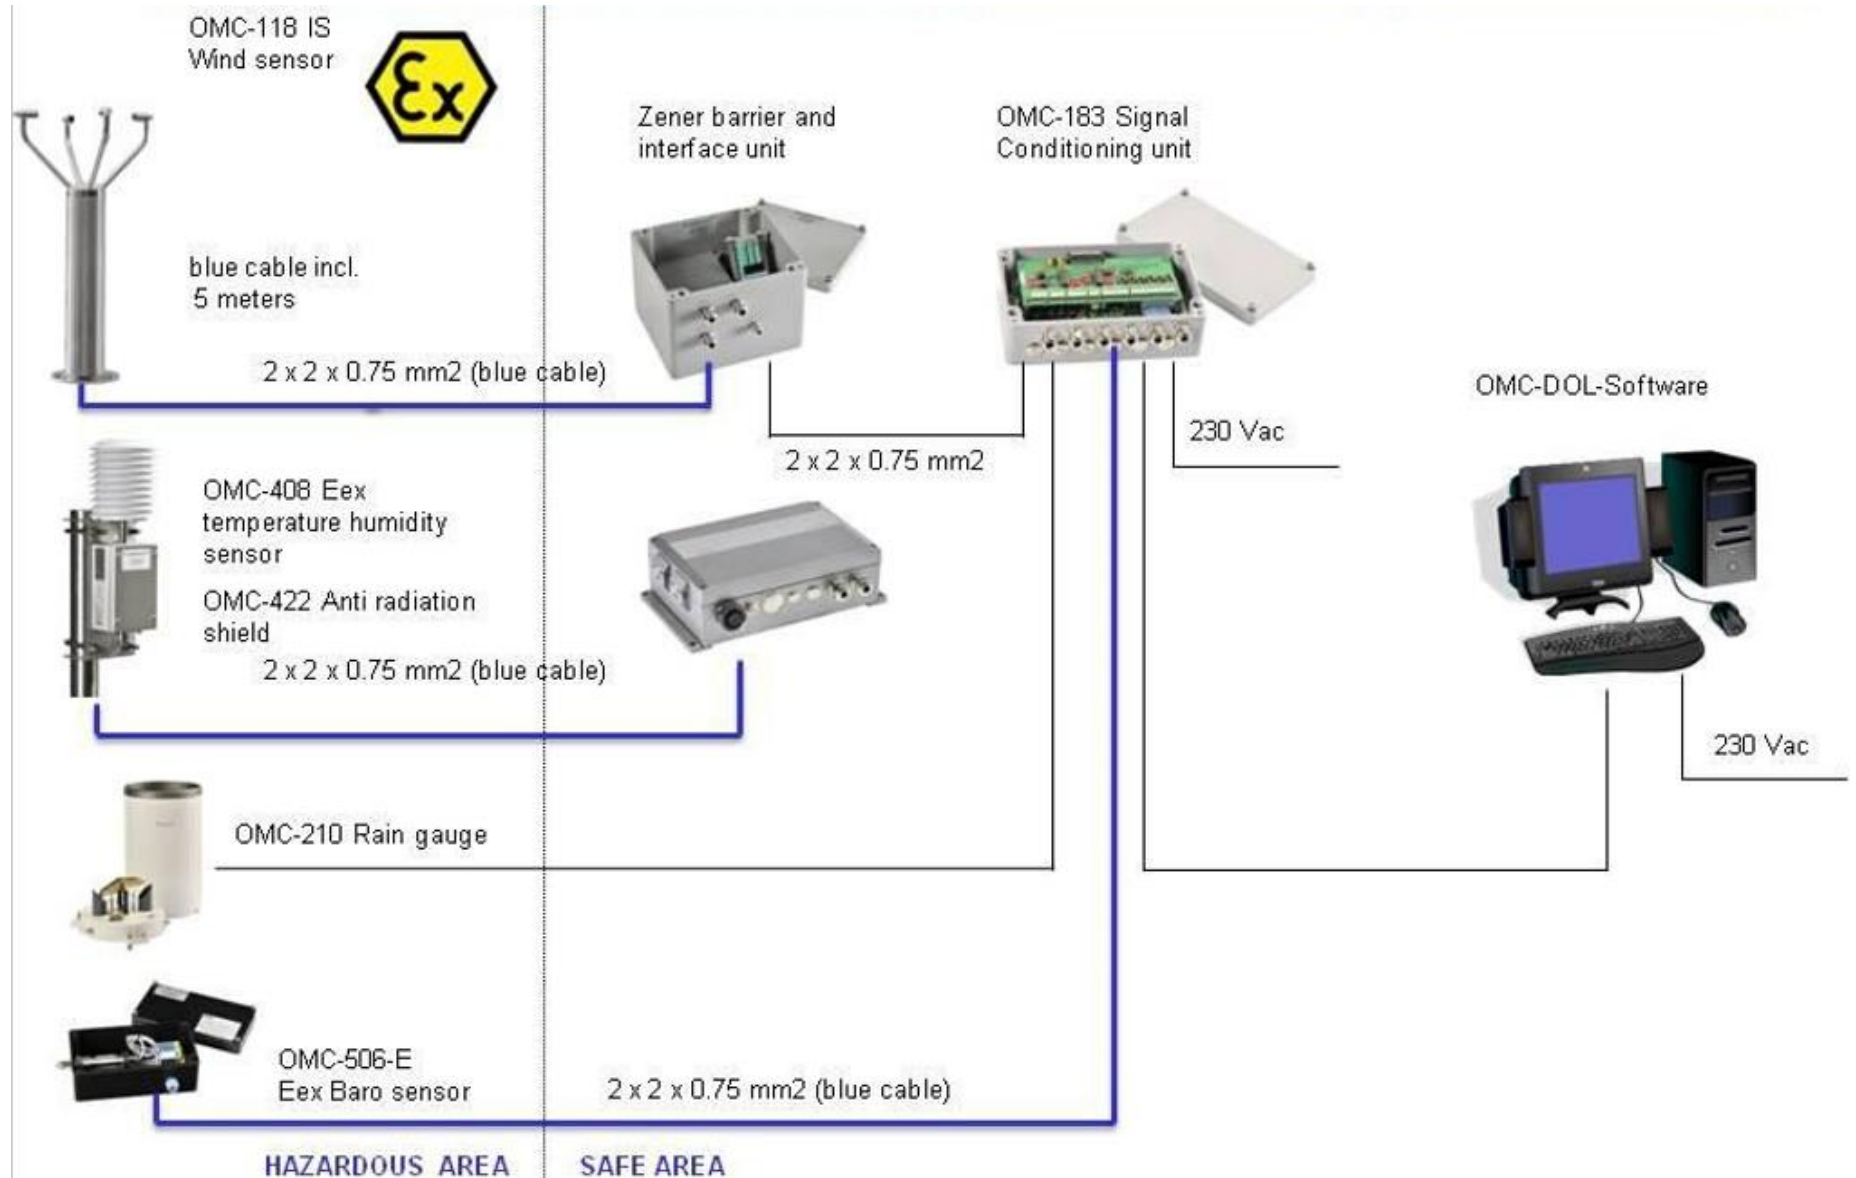 OMC-118 IS
Wind sensor
Ex
Zener barrier and
interface unit
OMC-183 Signal
Conditioning unit
blue cable incl.
5 meters
2 x 2 x 0.75 mm2 (blue cable)
OMC-DOL-Software
230 Vac
2 x 2 x 0.75 mm2
OMC-408 Eex
temperature humidity
sensor
OMC-422 Anti radiation
shield
2 x 2 x 0.75 mm2 (blue cable)
230 Vac
OMC-210 Rain gauge
OMC-506-E
Eex Baro sensor
2 x 2 x 0.75 mm2 (blue cable)
HAZARDOUS AREA
SAFE AREA